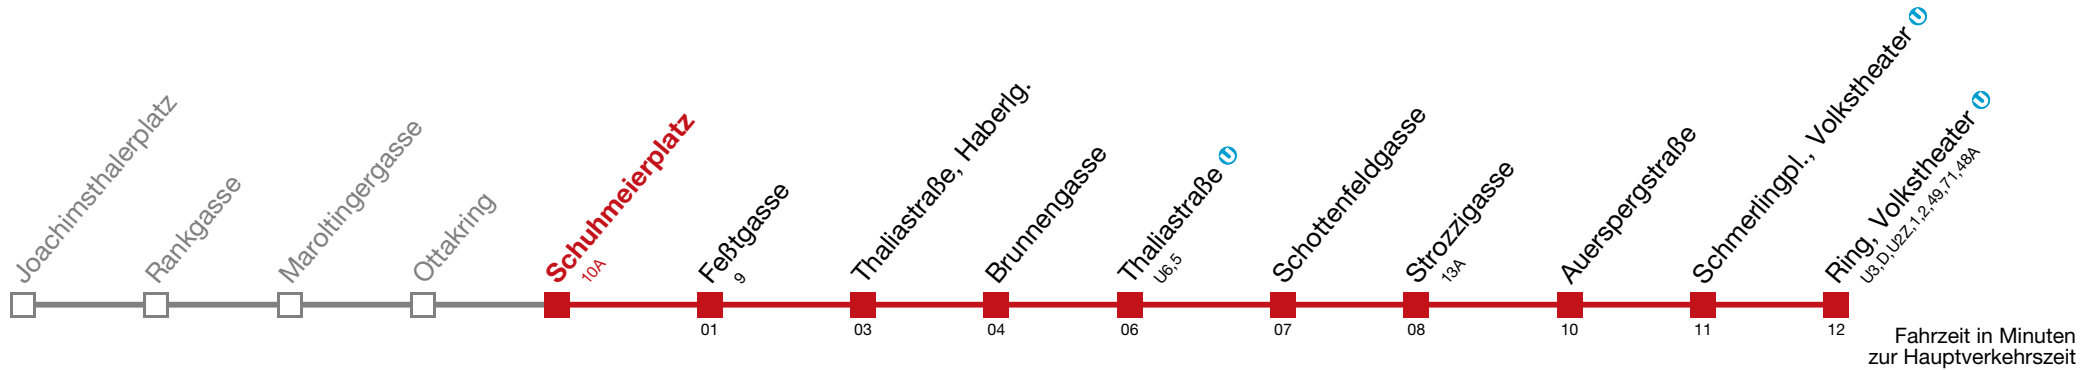 Joachimsthalerplatz
Rankgasse
Maroltingergasse
Ottakring
Schuhmeierplatz
10A
Feßtgasse
9
Thaliastraße, Haberlg.
Brunnengasse
Thaliastraße U
U6,5
Schottenfeldgasse
Strozzigasse
13A
Auerspergstraße
Schmerlingpl., Volkstheater U
Ring, Volkstheater U
U3,D,U2Z,1,2,49,71,48A
01
03
04
06
07
08
10
11
12
Fahrzeit in Minuten
zur Hauptverkehrszeit